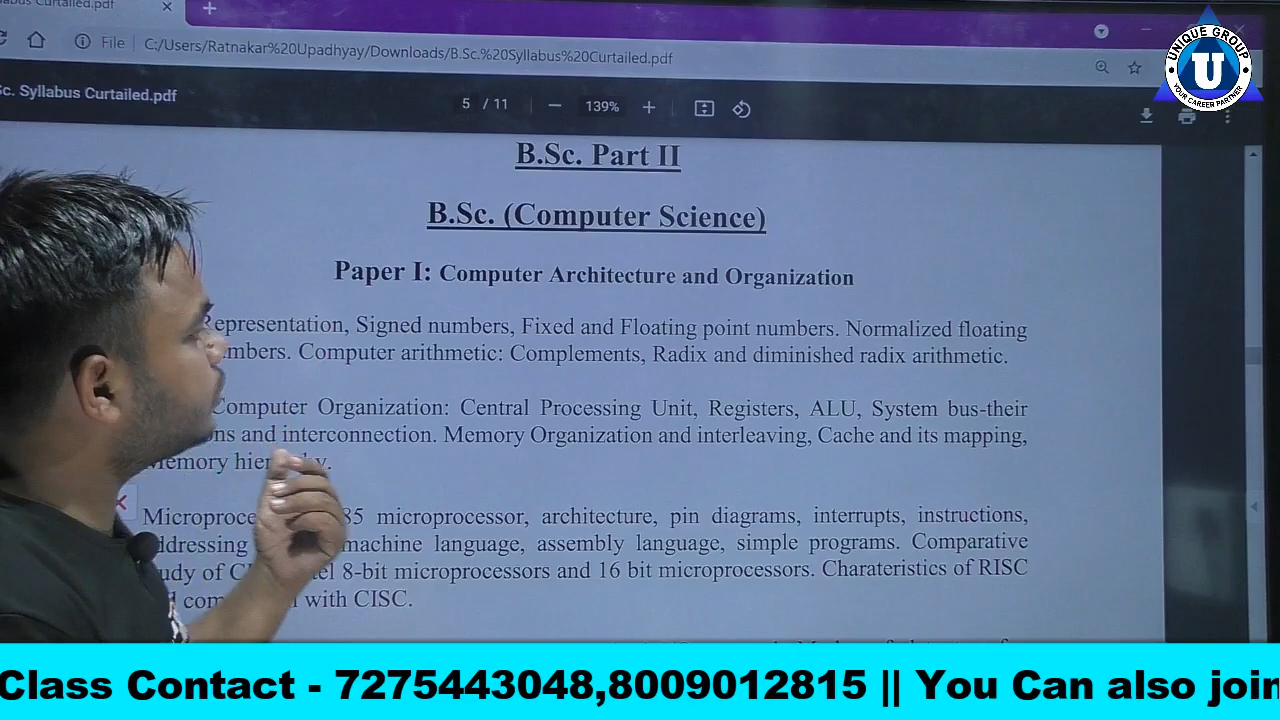 labus Curtailed.pdf
File
C:/Users/Ratnakar%20Upadhyay/Downloads/B.Sc.%20Syllabus%20Curtailed.pdf
c. Syllabus Curtailed.pdf
5 / 11
139%
UNIQUE GROUP
U
YOUR CAREER PARTNER
B.Sc. Part II
B.Sc. (Computer Science)
Paper I: Computer Architecture and Organization
Representation, Signed numbers, Fixed and Floating point numbers. Normalized floating
mbers. Computer arithmetic: Complements, Radix and diminished radix arithmetic.
Computer Organization: Central Processing Unit, Registers, ALU, System bus-their
ns and interconnection. Memory Organization and interleaving, Cache and its mapping,
Memory hier y.
Microproce 85 microprocessor, architecture, pin diagrams, interrupts, instructions,
ddressing machine language, assembly language, simple programs. Comparative
udy of C tel 8-bit microprocessors and 16 bit microprocessors. Charateristics of RISC
d com n with CISC.
Class Contact - 7275443048,8009012815 || You Can also join